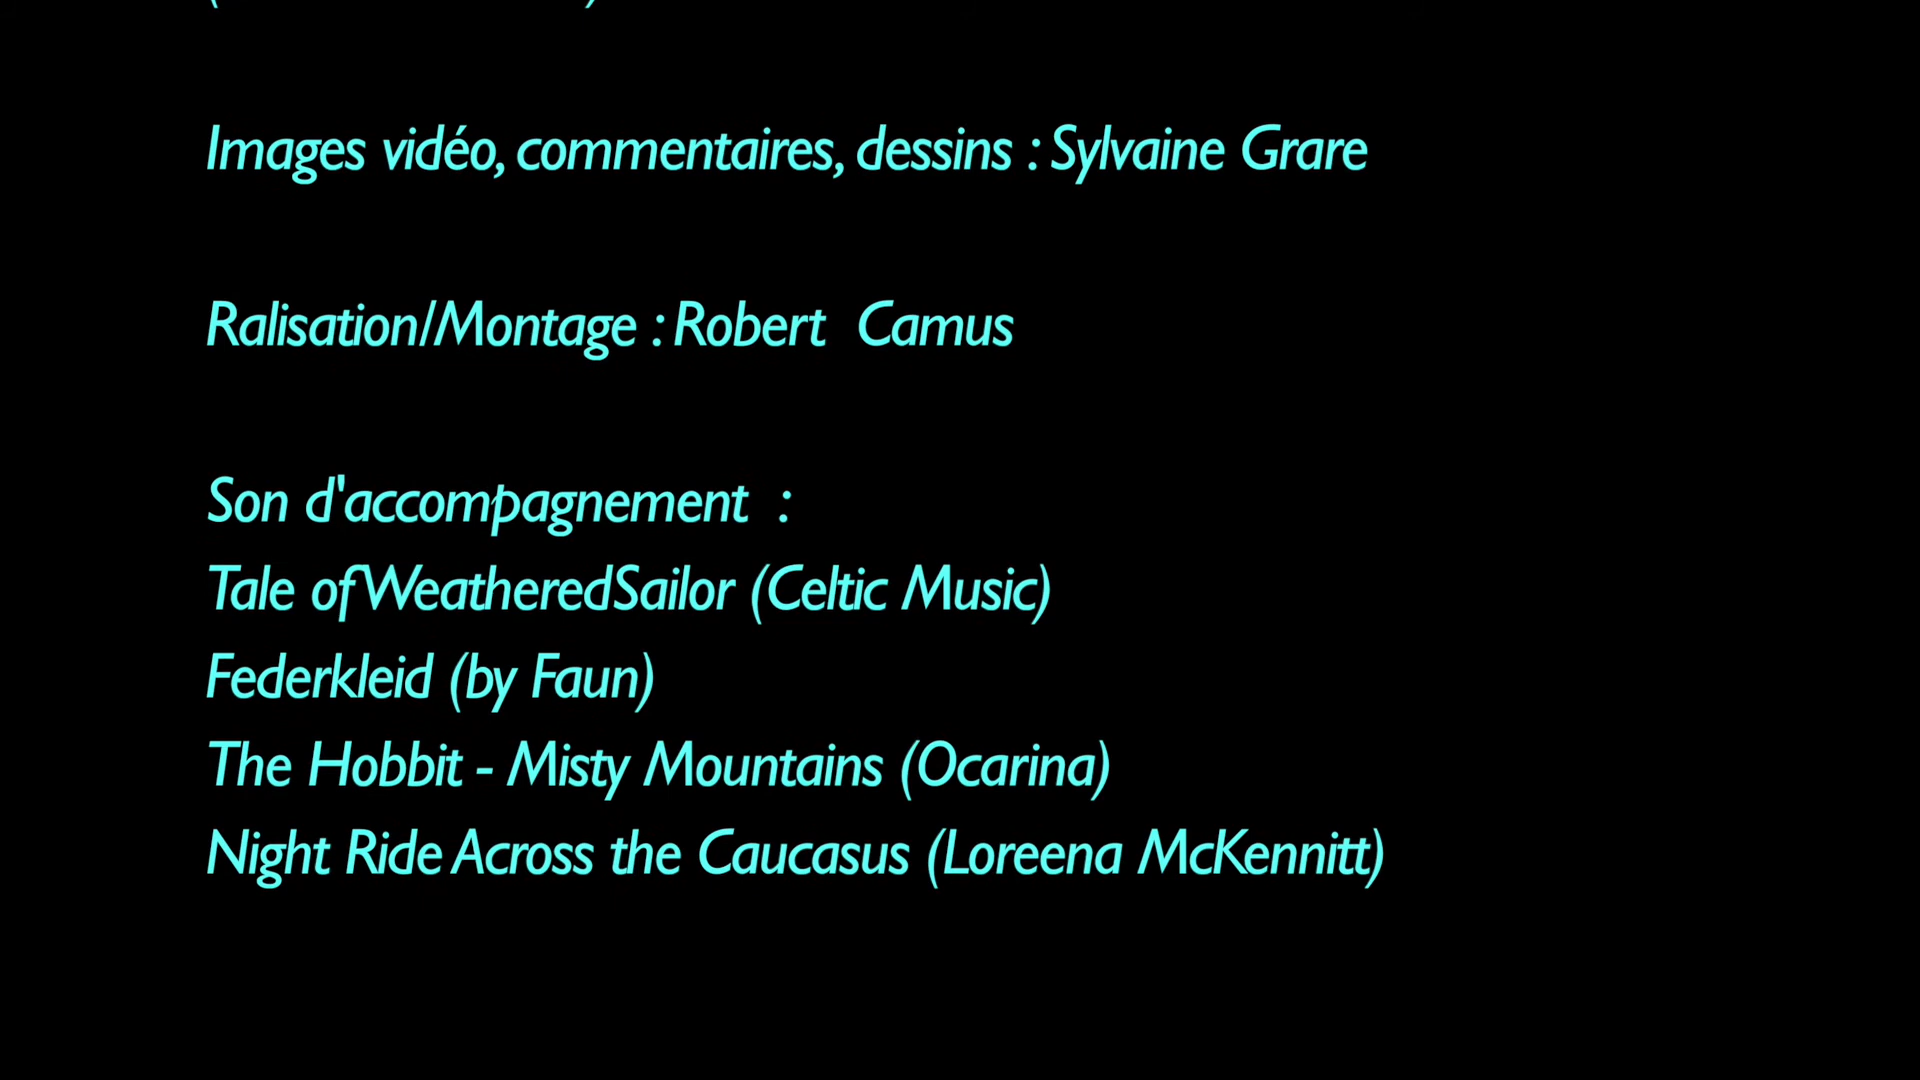 Images vidéo, commentaires, dessins : Sylvaine Grare
Ralisation/Montage : Robert Camus
Son d'accompagnement :
Tale of WeatheredSailor (Celtic Music)
Federkleid (by Faun)
The Hobbit - Misty Mountains (Ocarina)
Night Ride Across the Caucasus (Loreena McKennitt)